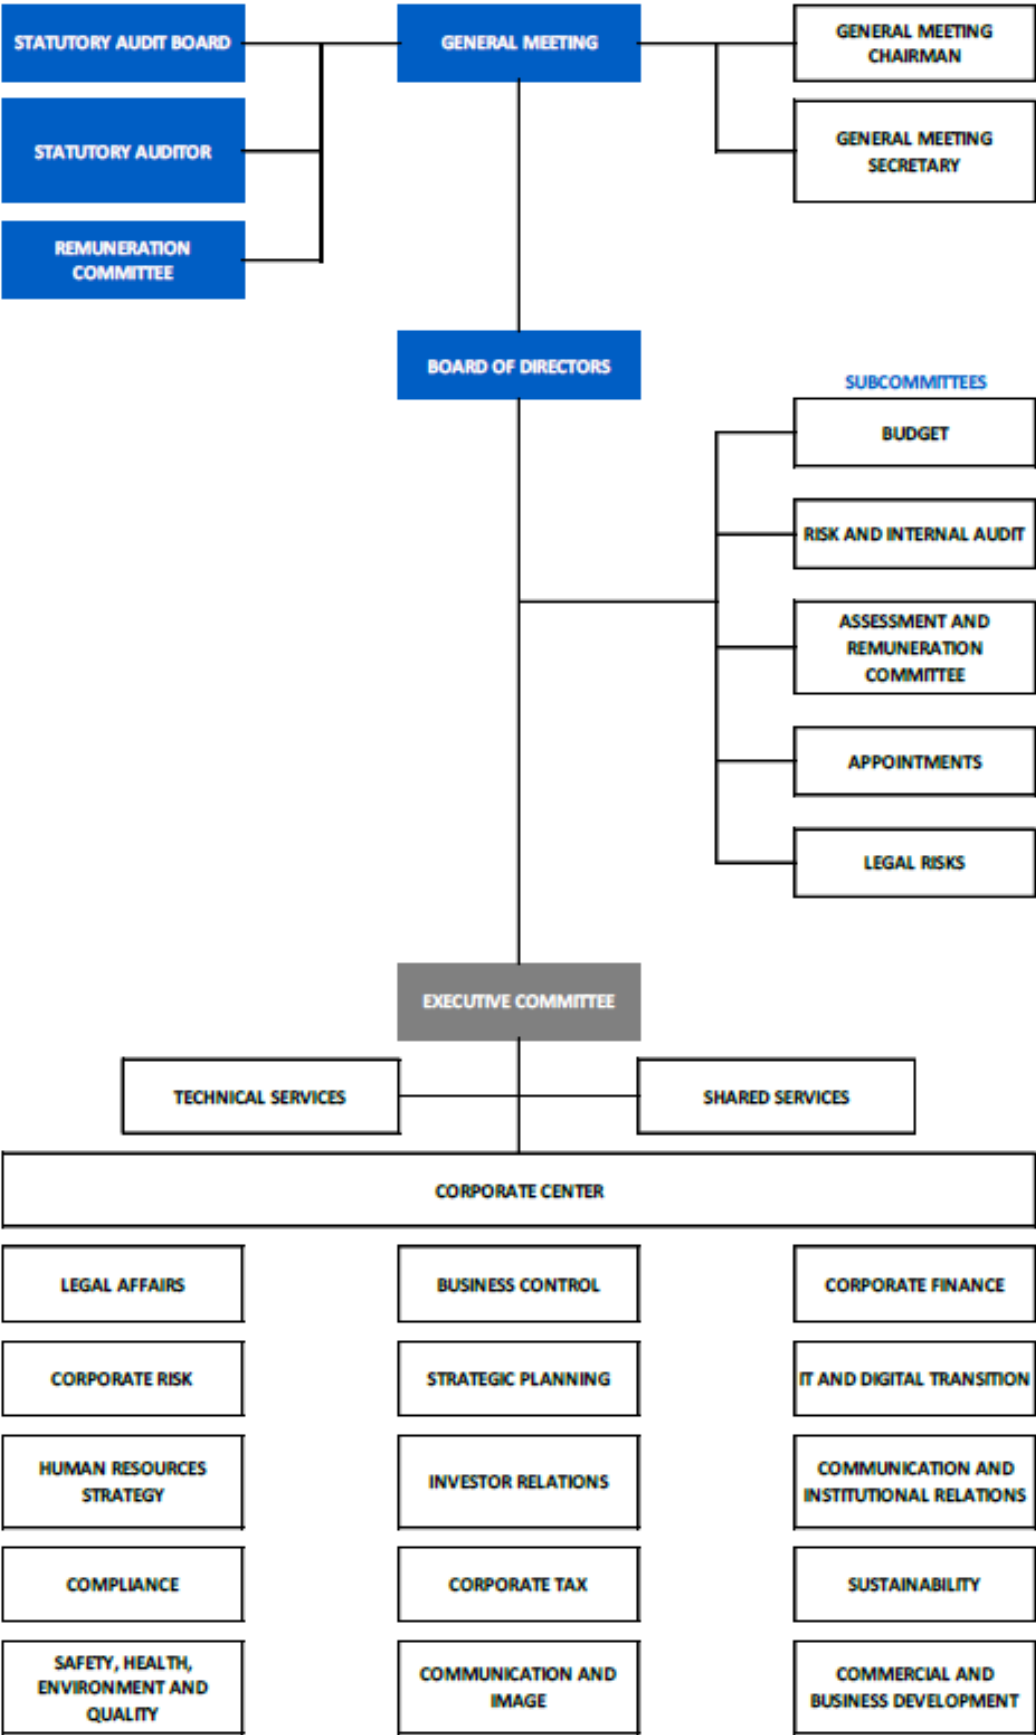 STATUTORY AUDIT BOARD
GENERAL MEETING
GENERAL MEETING
CHAIRMAN
STATUTORY AUDITOR
GENERAL MEETING
SECRETARY
REMUNERATION
COMMITTEE
BOARD OF DIRECTORS
SUBCOMMITTEES
BUDGET
RISK AND INTERNAL AUDIT
ASSESSMENT AND
REMUNERATION
COMMITTEE
APPOINTMENTS
LEGAL RISKS
EXECUTIVE COMMITTEE
TECHNICAL SERVICES
SHARED SERVICES
CORPORATE CENTER
LEGAL AFFAIRS
BUSINESS CONTROL
CORPORATE FINANCE
CORPORATE RISK
STRATEGIC PLANNING
IT AND DIGITAL TRANSITION
HUMAN RESOURCES
STRATEGY
INVESTOR RELATIONS
COMMUNICATION AND
INSTITUTIONAL RELATIONS
COMPLIANCE
CORPORATE TAX
SUSTAINABILITY
SAFETY, HEALTH,
ENVIRONMENT AND
QUALITY
COMMUNICATION AND
IMAGE
COMMERCIAL AND
BUSINESS DEVELOPMENT